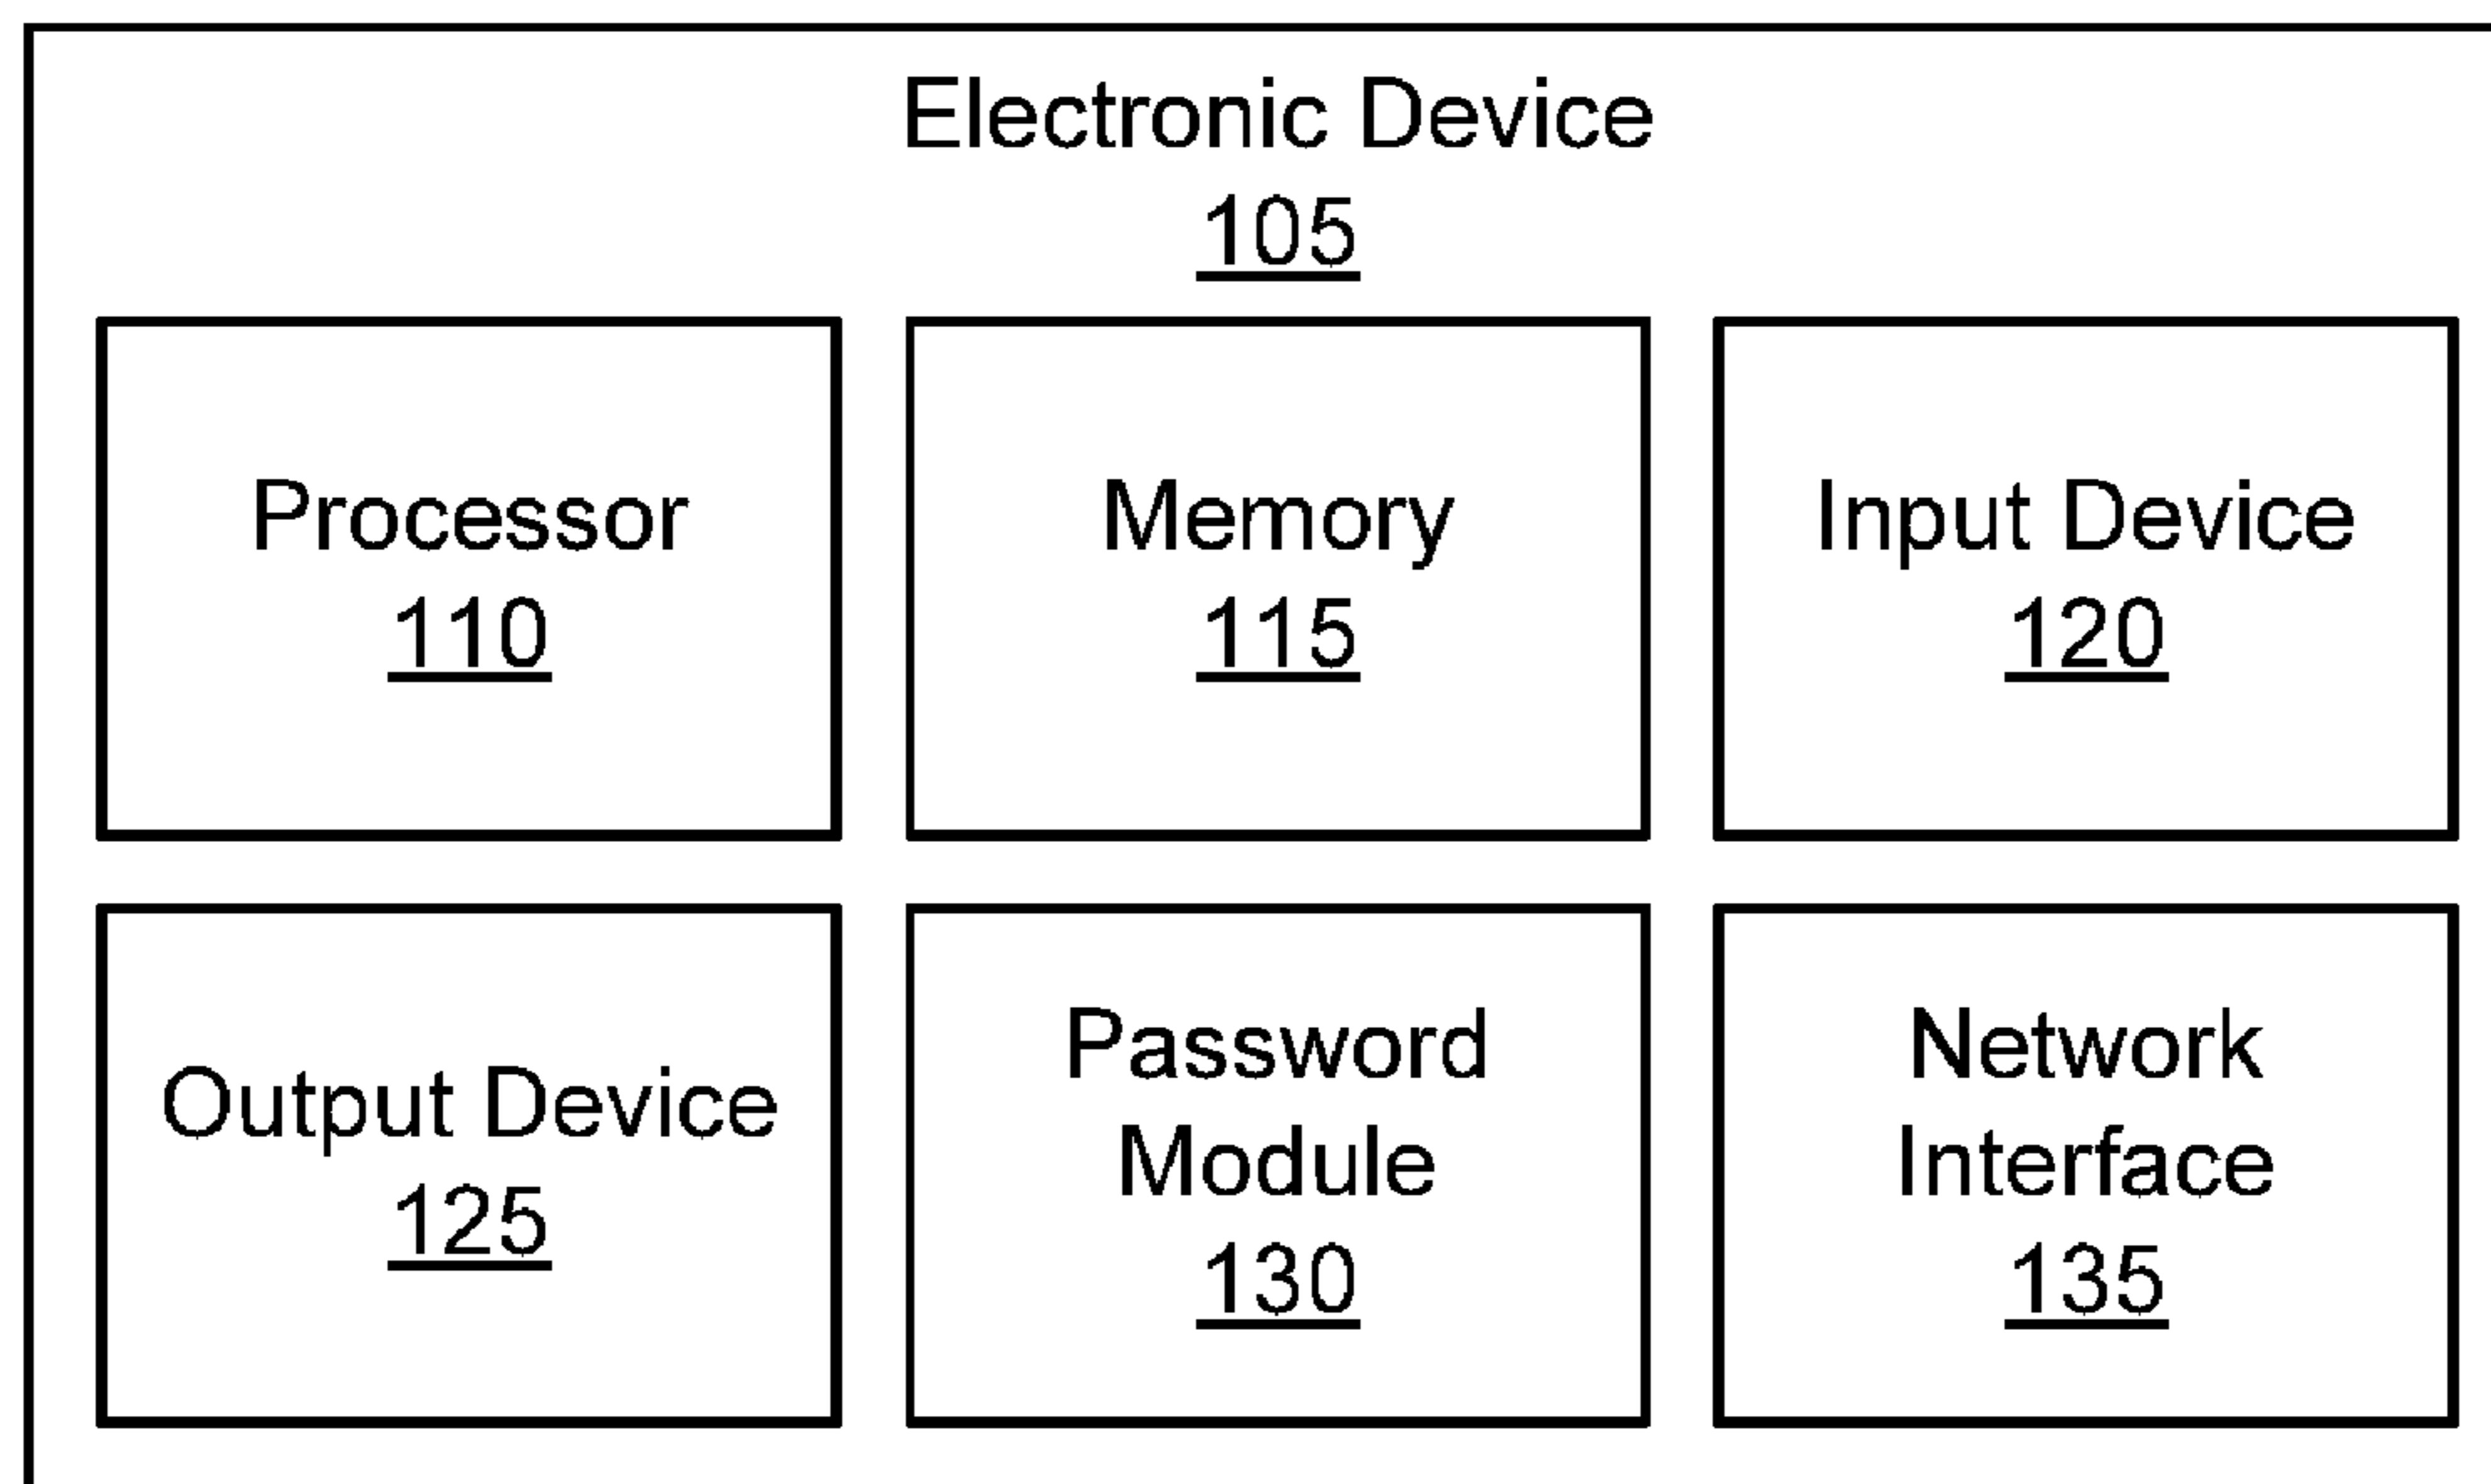 Electronic Device
105
Processor
110
Memory
115
Input Device
120
Output Device
125
Password
Module
130
Network
Interface
135